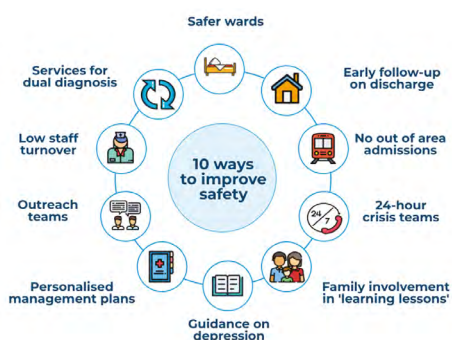 Safer wards
Early follow-up
on discharge
No out of area
admissions
24-hour
crisis teams
24
7
Family involvement
in 'learning lessons'
Guidance on
depression
Personalised
management plans
Outreach
teams
Low staff
turnover
Services for
dual diagnosis
10 ways
to improve
safety